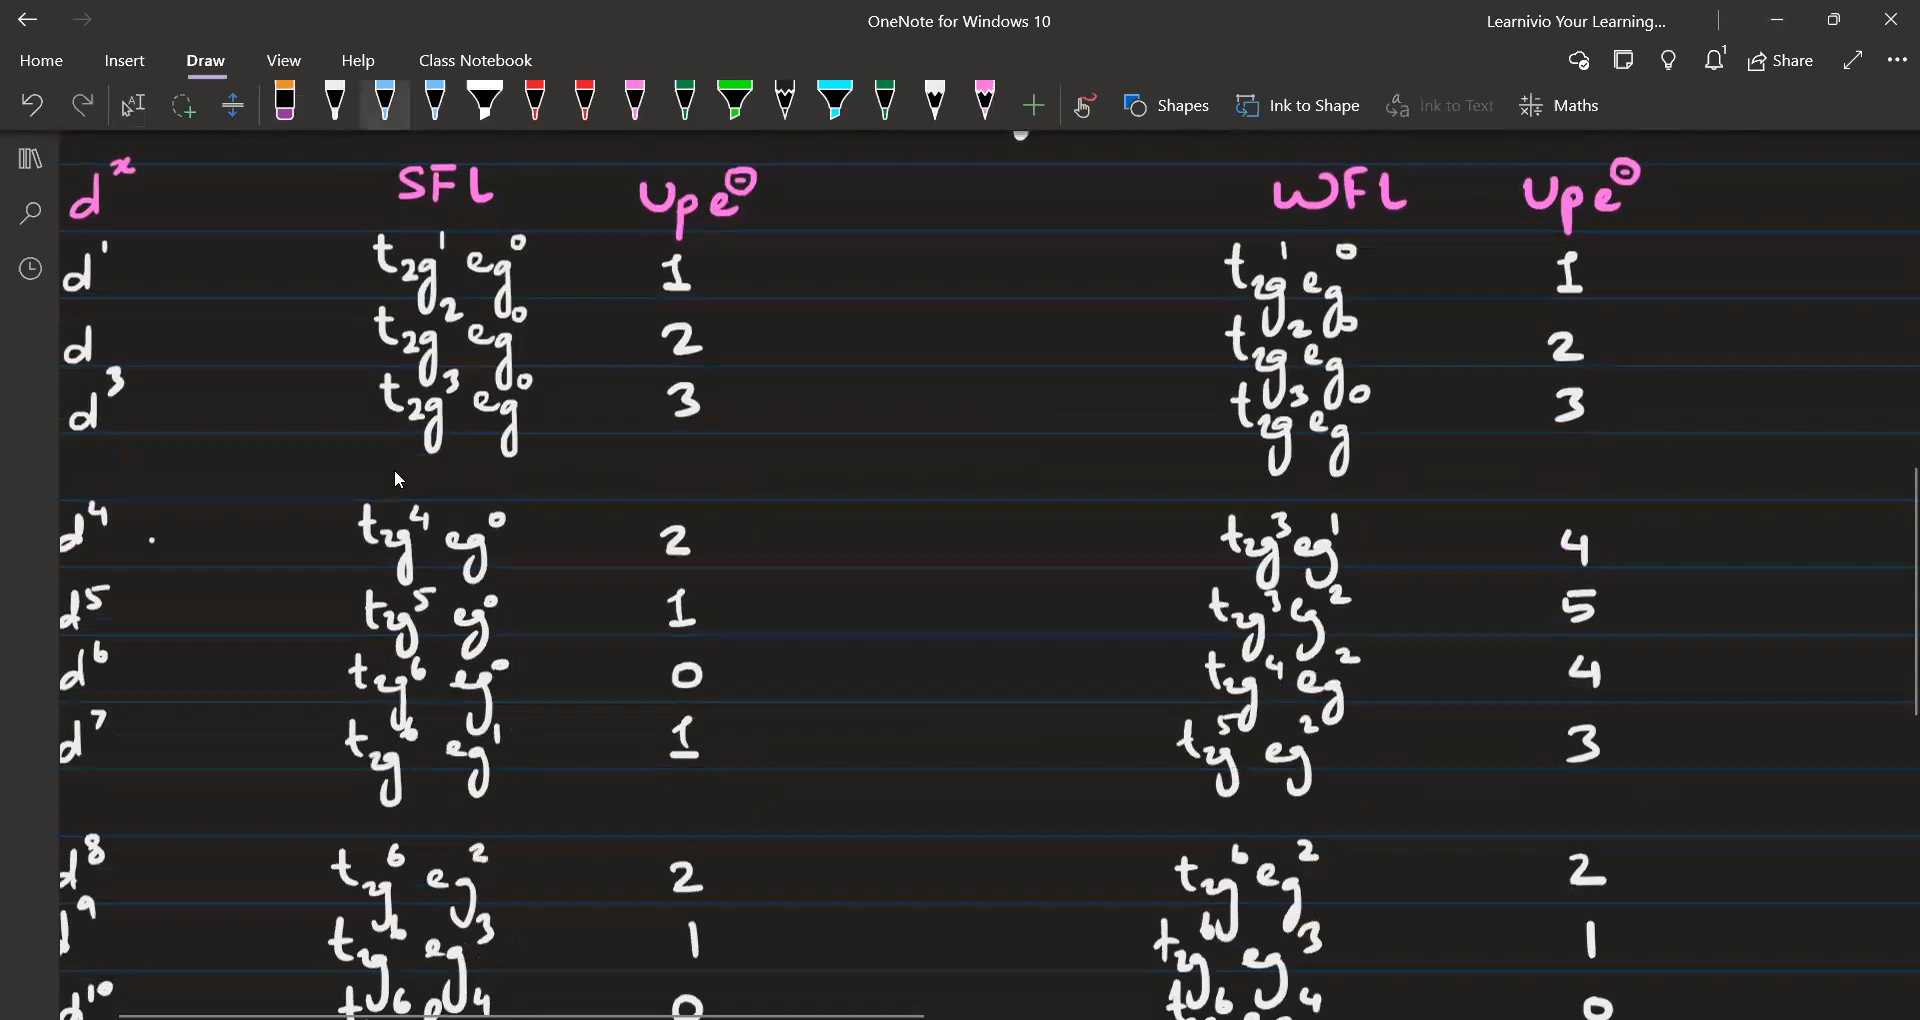 OneNote for Windows 10
Learnivio Your Learning...
Home Insert Draw View Help Class Notebook
1
Share
Shapes Ink to Shape Ink to Text Maths
dˣ SFL Upe⊖ WFL Upe⊖
d¹ t₂g¹ eg⁰ 1 t₂g¹ eg⁰ 1
d t₂g² eg⁰ 2 t₂g² eg⁰ 2
d³ t₂g³ eg⁰ 3 t₂g³ eg⁰ 3
d⁴ . t₂g⁴ eg⁰ 2 t₂g³ eg¹ 4
d⁵ t₂g⁵ eg⁰ 1 t₂g³ eg² 5
d⁶ t₂g⁶ eg⁰ 0 t₂g⁴ eg² 4
d⁷ t₂g⁶ eg¹ 1 t₂g⁵ eg² 3
d⁸ t₂g⁶ eg² 2 t₂g⁶ eg² 2
d⁹ t₂g⁶ eg³ 1 t₂g⁶ eg³ 1
d¹⁰ t₂g⁶ eg⁴ 0 t₂g⁶ eg⁴ 0